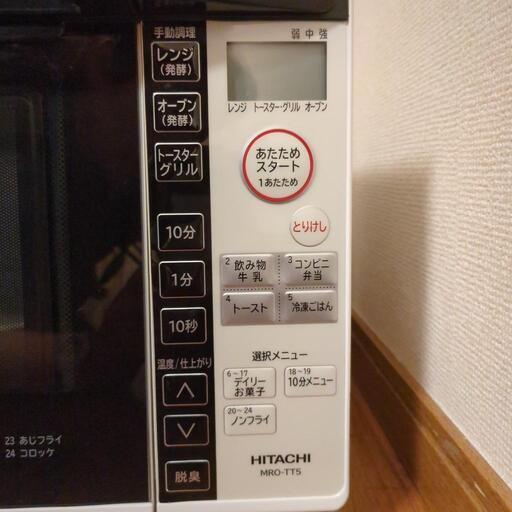 手動調理
レンジ
(発酵)
オーブン
(発酵)
トースター
グリル
10分
1分
10秒
温度/仕上がり
脱臭
23 あじフライ
24 コロッケ
弱 中 強
レンジ トースター・グリル オーブン
あたため
スタート
1あたため
とりけし
2 飲み物
牛乳
3 コンビニ
弁当
4 トースト
5 冷凍ごはん
選択メニュー
6~17
デイリー
お菓子
18~19
10分メニュー
20~24
ノンフライ
HITACHI
MRO-TT5